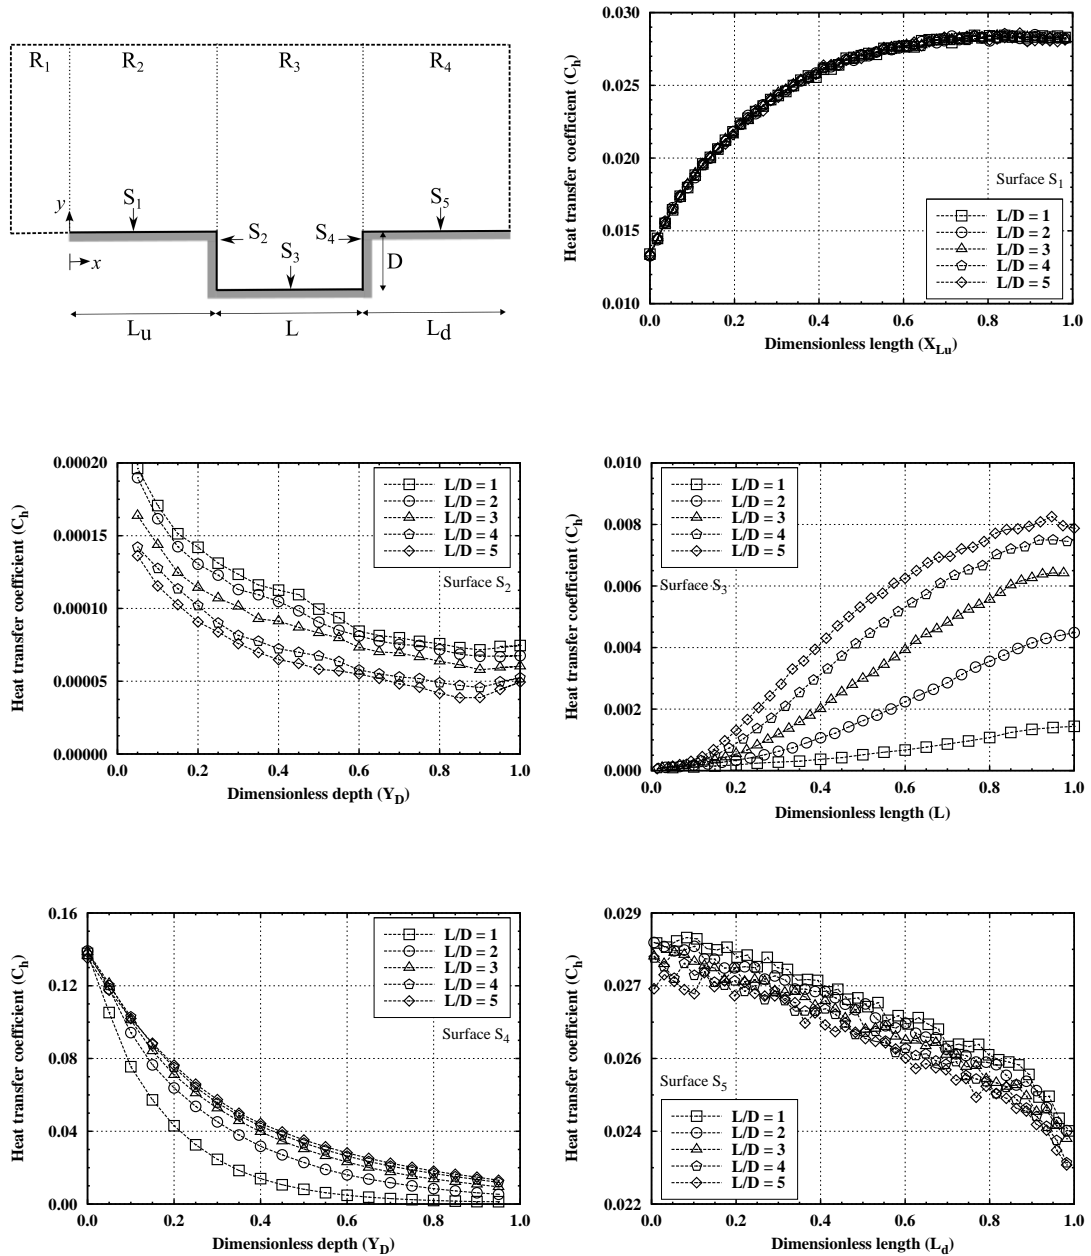 R1 R2 R3 R4
y S1 S2 S3 S4 S5 D
x
Lu L Ld
Heat transfer coefficient (Ch)
0.030
0.025
0.020
0.015
0.010
Surface S1
L/D = 1
L/D = 2
L/D = 3
L/D = 4
L/D = 5
0.0 0.2 0.4 0.6 0.8 1.0
Dimensionless length (XLu)
Heat transfer coefficient (Ch)
0.00020
0.00015
0.00010
0.00005
0.00000
L/D = 1
L/D = 2
L/D = 3
L/D = 4
L/D = 5
Surface S2
0.0 0.2 0.4 0.6 0.8 1.0
Dimensionless depth (YD)
Heat transfer coefficient (Ch)
0.010
0.008
0.006
0.004
0.002
0.000
L/D = 1
L/D = 2
L/D = 3
L/D = 4
L/D = 5
Surface S3
0.0 0.2 0.4 0.6 0.8 1.0
Dimensionless length (L)
Heat transfer coefficient (Ch)
0.16
0.12
0.08
0.04
0.00
L/D = 1
L/D = 2
L/D = 3
L/D = 4
L/D = 5
Surface S4
0.0 0.2 0.4 0.6 0.8 1.0
Dimensionless depth (YD)
Heat transfer coefficient (Ch)
0.029
0.027
0.026
0.024
0.022
Surface S5
L/D = 1
L/D = 2
L/D = 3
L/D = 4
L/D = 5
0.0 0.2 0.4 0.6 0.8 1.0
Dimensionless length (Ld)